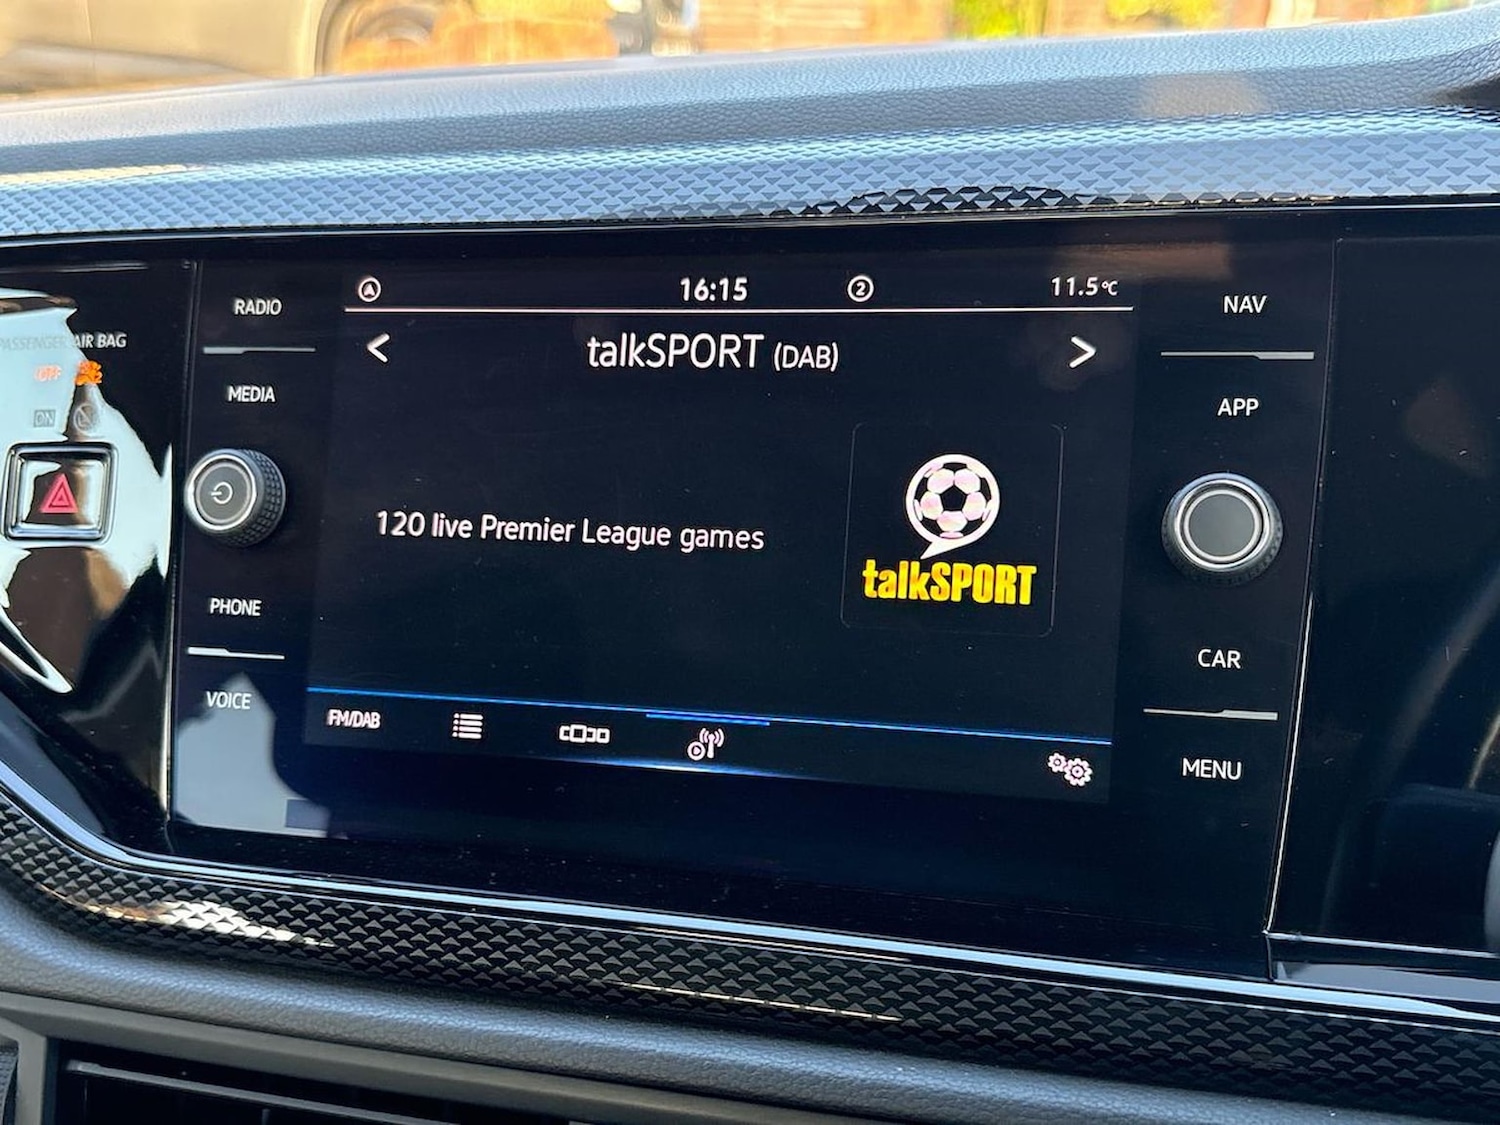 PASSENGER AIR BAG
OFF
ON
RADIO
MEDIA
PHONE
VOICE
16:15
2
11.5°C
talkSPORT (DAB)
120 live Premier League games
talkSPORT
FM/DAB
NAV
APP
CAR
MENU